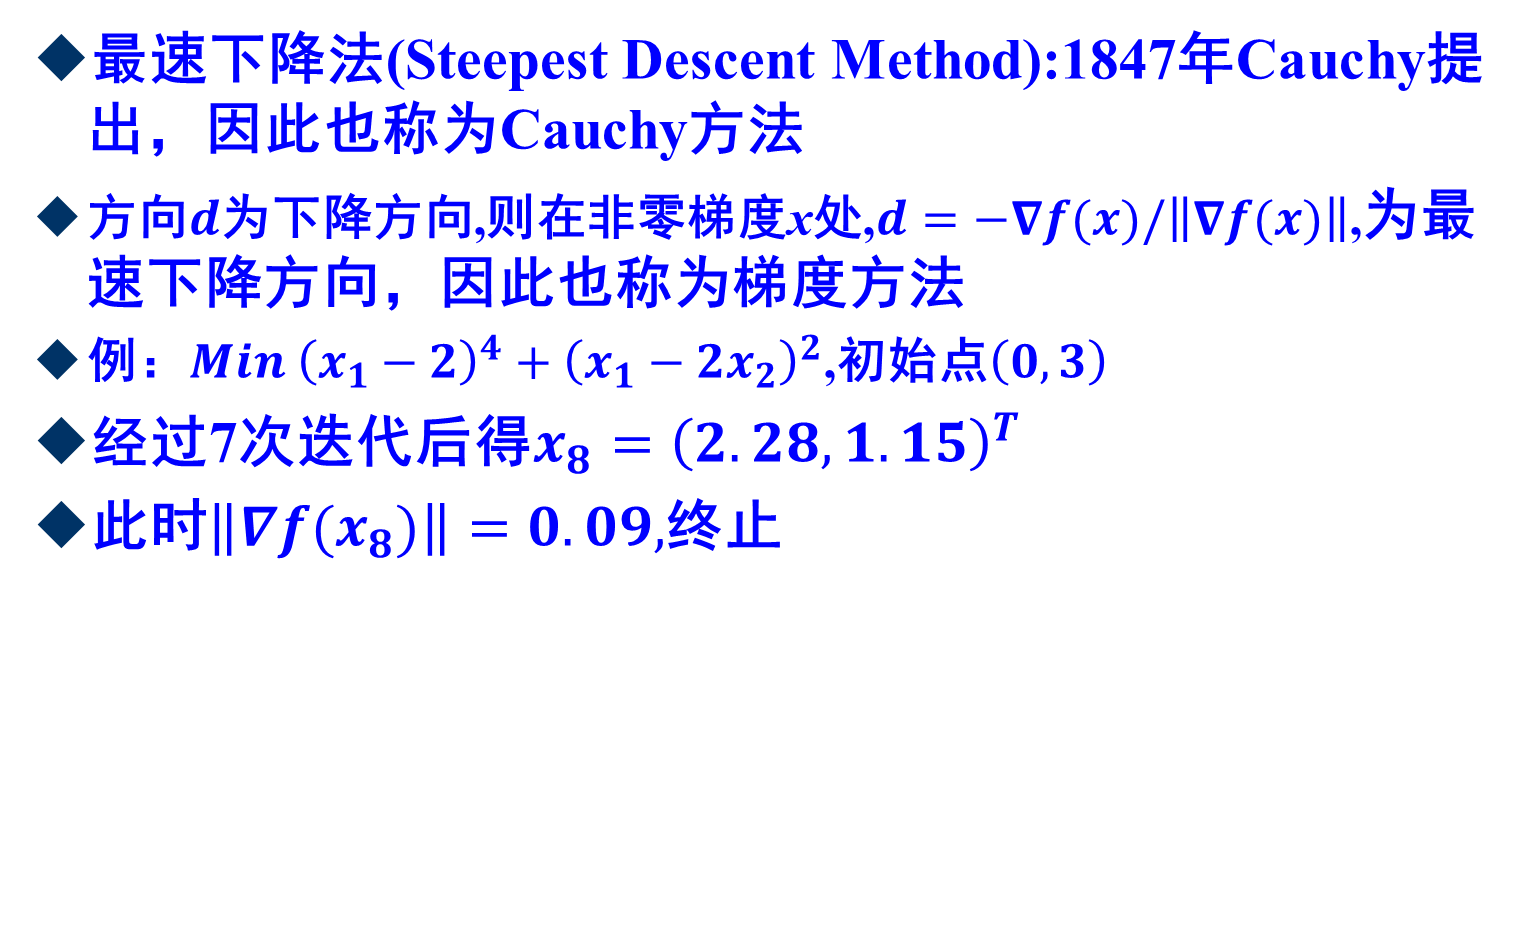 ◆最速下降法(Steepest Descent Method):1847年Cauchy提
出，因此也称为Cauchy方法
◆方向d为下降方向,则在非零梯度x处,d = −∇f(x)/‖∇f(x)‖,为最
速下降方向，因此也称为梯度方法
◆例：Min (x₁ − 2)⁴ + (x₁ − 2x₂)²,初始点(0,3)
◆经过7次迭代后得x₈ = (2.28,1.15)ᵀ
◆此时‖∇f(x₈)‖ = 0.09,终止